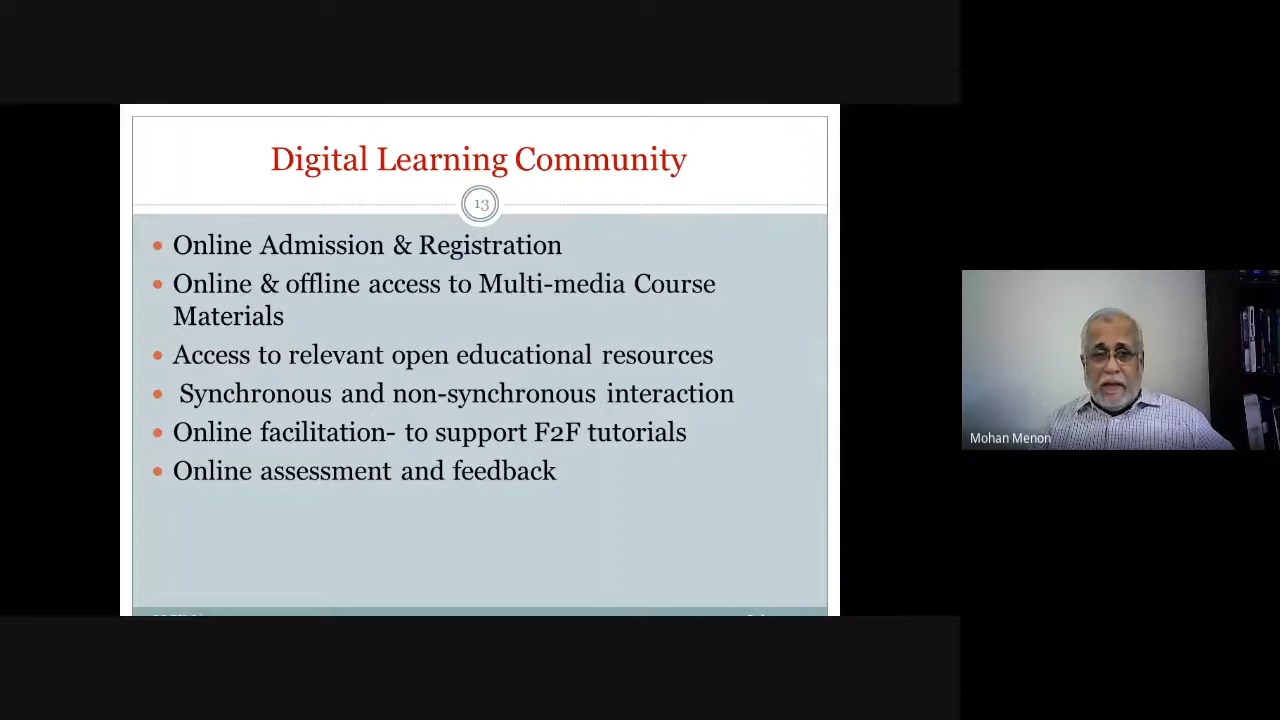 Digital Learning Community
13
Online Admission & Registration
Online & offline access to Multi-media Course
Materials
Access to relevant open educational resources
Synchronous and non-synchronous interaction
Online facilitation- to support F2F tutorials
Online assessment and feedback
Mohan Menon